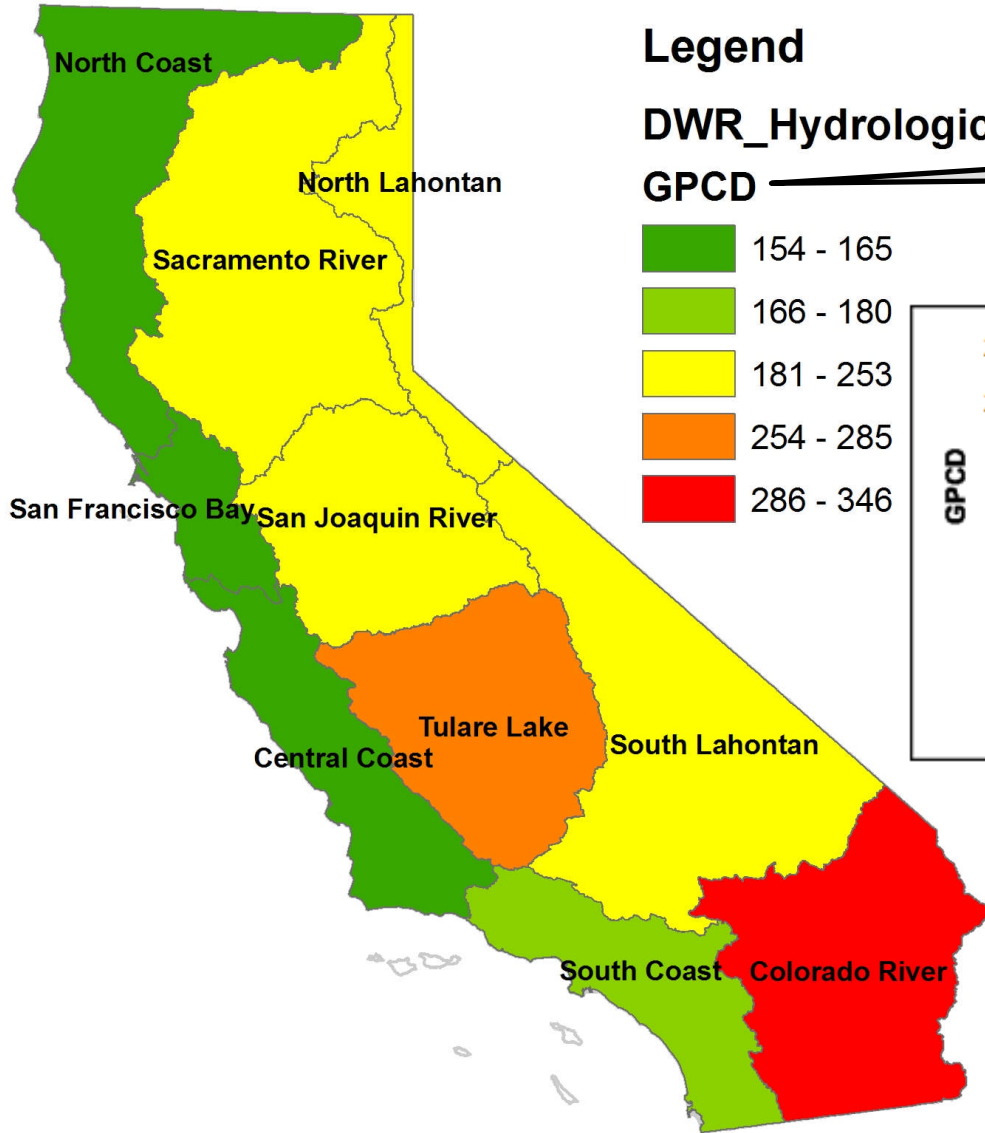 Legend
DWR_Hydrologic
GPCD
154 - 165
166 - 180
181 - 253
254 - 285
286 - 346
GPCD
North Coast
North Lahontan
Sacramento River
San Francisco Bay
San Joaquin River
Tulare Lake
South Lahontan
Central Coast
South Coast
Colorado River